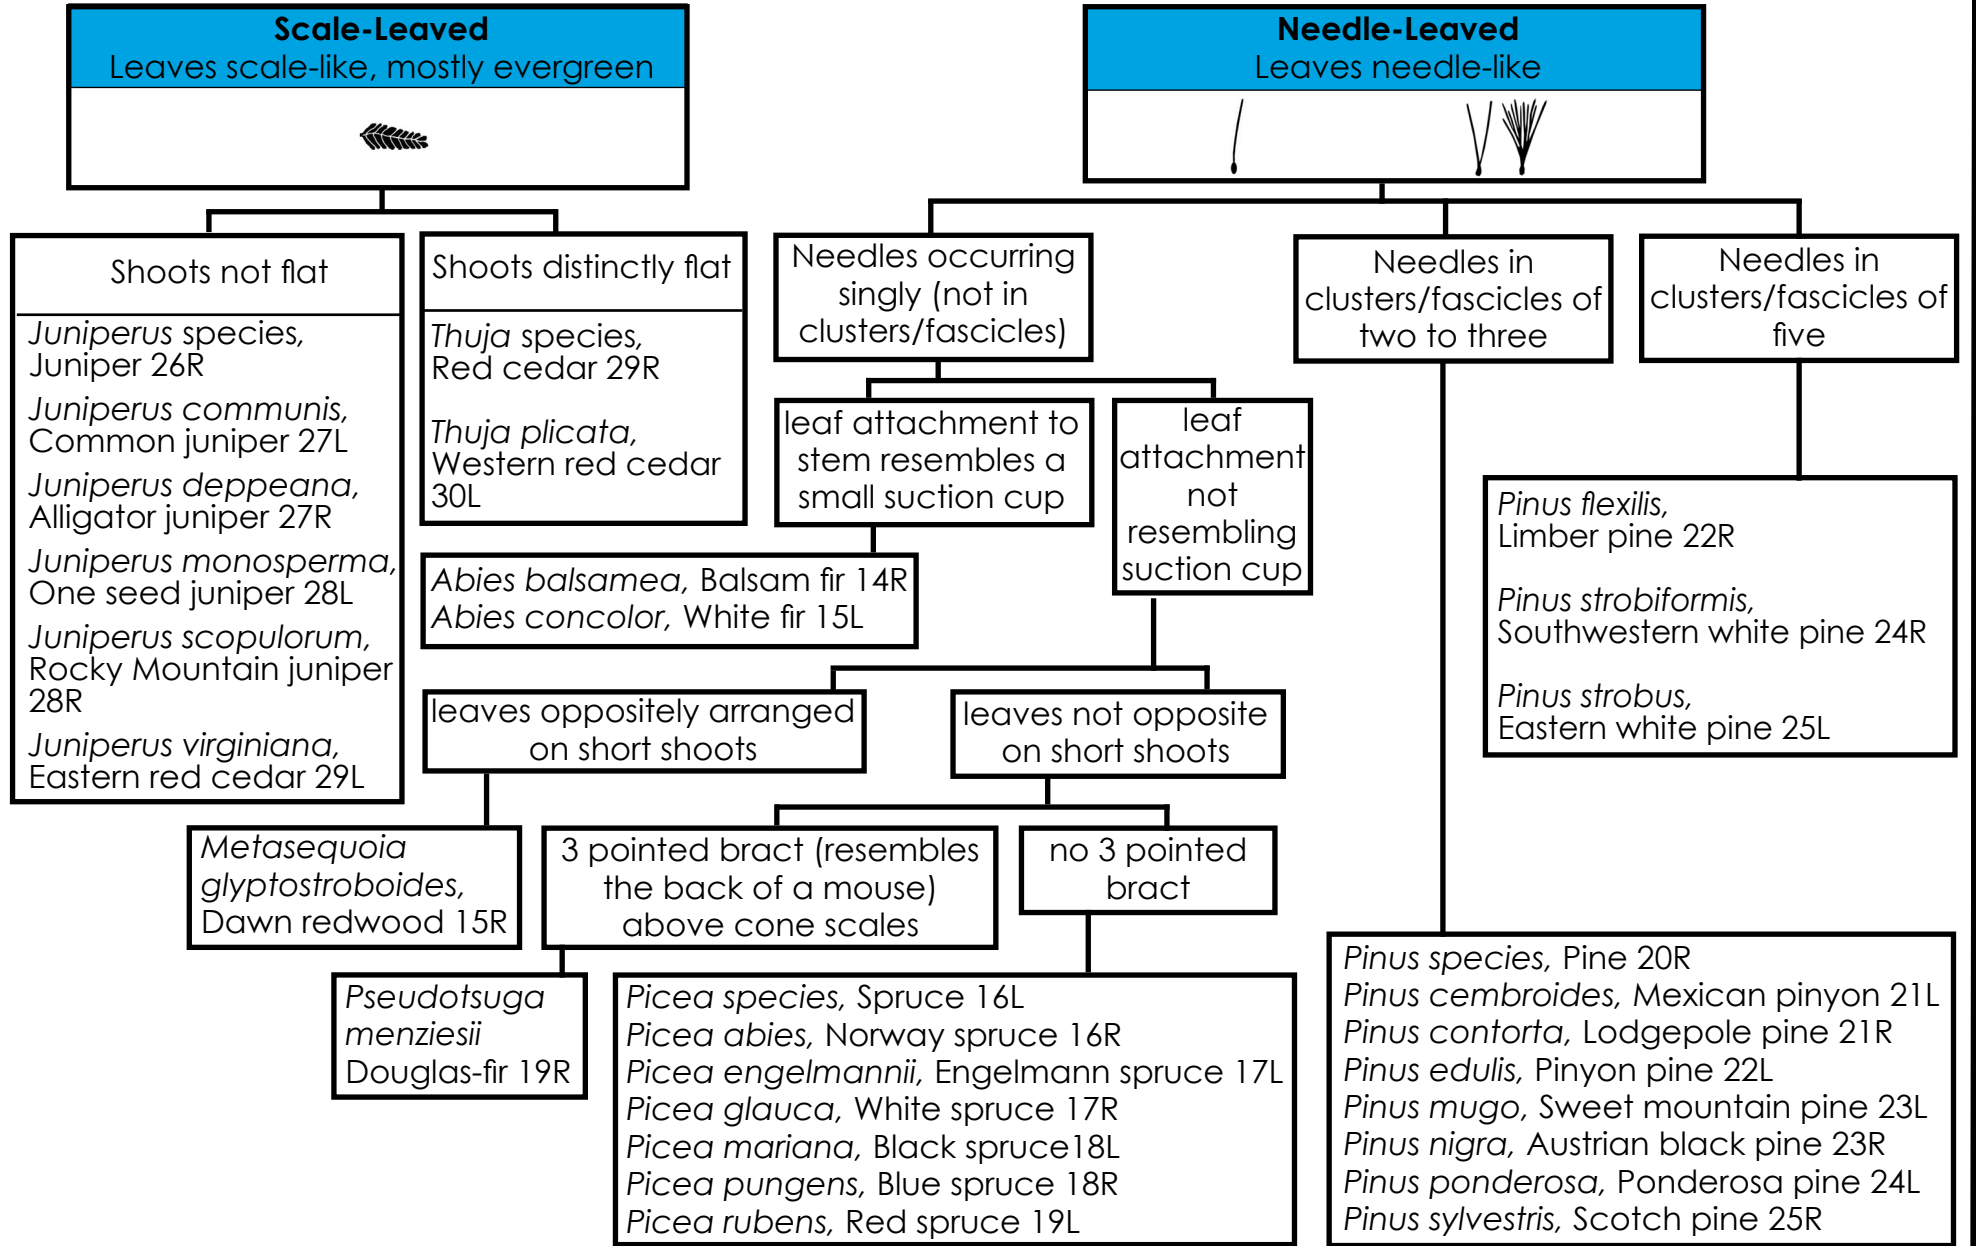 Scale-Leaved
Leaves scale-like, mostly evergreen
Shoots not flat
Juniperus species,
Juniper 26R
Juniperus communis,
Common juniper 27L
Juniperus deppeana,
Alligator juniper 27R
Juniperus monosperma,
One seed juniper 28L
Juniperus scopulorum,
Rocky Mountain juniper
28R
Juniperus virginiana,
Eastern red cedar 29L
Shoots distinctly flat
Thuja species,
Red cedar 29R
Thuja plicata,
Western red cedar
30L
Needle-Leaved
Leaves needle-like
Needles occurring
singly (not in
clusters/fascicles)
leaf attachment to
stem resembles a
small suction cup
Abies balsamea, Balsam fir 14R
Abies concolor, White fir 15L
leaf
attachment
not
resembling
suction cup
leaves oppositely arranged
on short shoots
Metasequoia
glyptostroboides,
Dawn redwood 15R
leaves not opposite
on short shoots
3 pointed bract (resembles
the back of a mouse)
above cone scales
Pseudotsuga
menziesii
Douglas-fir 19R
no 3 pointed
bract
Picea species, Spruce 16L
Picea abies, Norway spruce 16R
Picea engelmannii, Engelmann spruce 17L
Picea glauca, White spruce 17R
Picea mariana, Black spruce18L
Picea pungens, Blue spruce 18R
Picea rubens, Red spruce 19L
Needles in
clusters/fascicles of
two to three
Pinus species, Pine 20R
Pinus cembroides, Mexican pinyon 21L
Pinus contorta, Lodgepole pine 21R
Pinus edulis, Pinyon pine 22L
Pinus mugo, Sweet mountain pine 23L
Pinus nigra, Austrian black pine 23R
Pinus ponderosa, Ponderosa pine 24L
Pinus sylvestris, Scotch pine 25R
Needles in
clusters/fascicles of
five
Pinus flexilis,
Limber pine 22R
Pinus strobiformis,
Southwestern white pine 24R
Pinus strobus,
Eastern white pine 25L